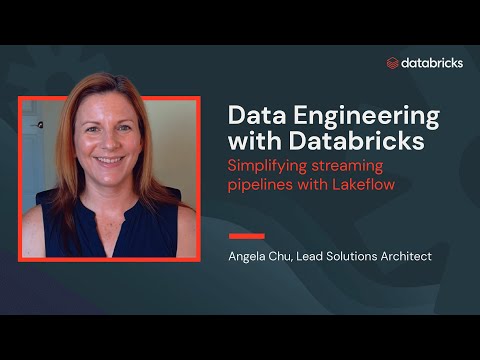 databricks
Data Engineering
with Databricks
Simplifying streaming
pipelines with Lakeflow
Angela Chu, Lead Solutions Architect